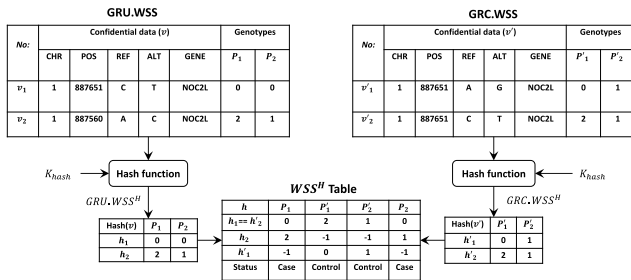 GRU.WSS
No: Confidential data (v) Genotypes
CHR POS REF ALT GENE P1 P2
v1 1 887651 C T NOC2L 0 0
v2 1 887560 A C NOC2L 2 1
GRC.WSS
No: Confidential data (v') Genotypes
CHR POS REF ALT GENE P'1 P'2
v'1 1 887651 A G NOC2L 0 1
v'2 1 887651 C T NOC2L 2 1
Khash
Hash function
GRU.WSS^H
Hash function
Khash
GRC.WSS^H
Hash(v) P1 P2
h1 0 0
h2 2 1
WSS^H Table
h P1 P'1 P'2 P2
h1== h'2 0 2 1 0
h2 2 -1 -1 1
h'1 -1 0 1 -1
Status Case Control Control Case
Hash(v') P'1 P'2
h'1 0 1
h'2 2 1